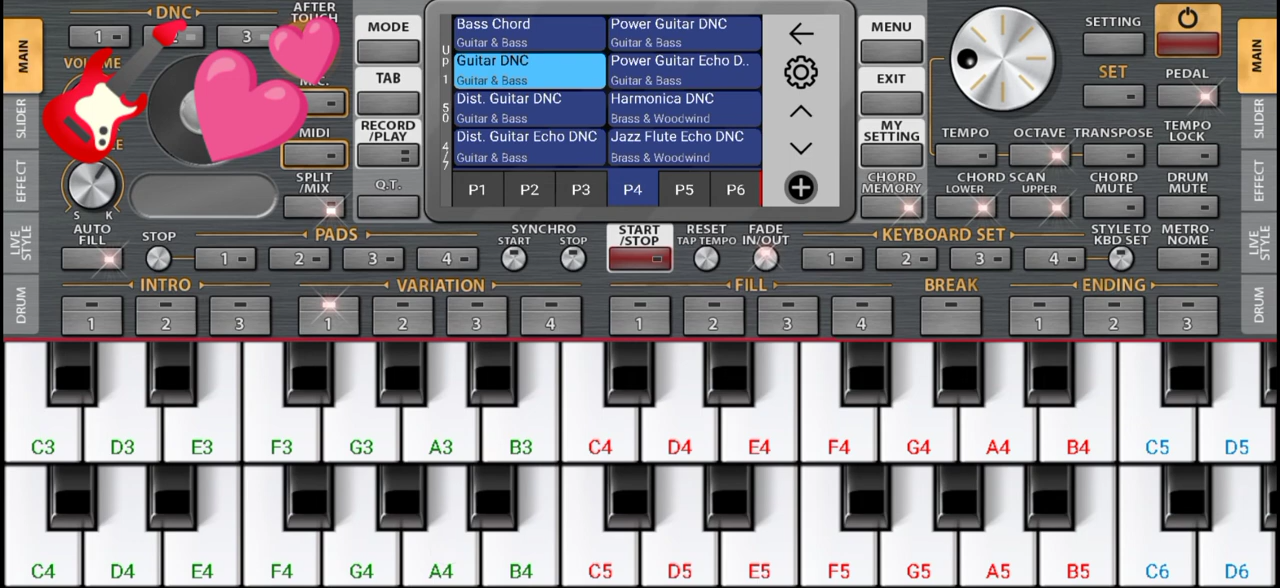 DNC
1
2
3
AFTER
TOUCH
VOLUME
MIDI
SPLIT
/MIX
S K
MAIN
SLIDER
EFFECT
LIVE
STYLE
DRUM
MODE
TAB
RECORD
/PLAY
Q.T.
Bass Chord
Guitar & Bass
Power Guitar DNC
Guitar & Bass
Guitar DNC
Guitar & Bass
Power Guitar Echo D..
Guitar & Bass
Dist. Guitar DNC
Guitar & Bass
Harmonica DNC
Brass & Woodwind
Dist. Guitar Echo DNC
Guitar & Bass
Jazz Flute Echo DNC
Brass & Woodwind
P1 P2 P3 P4 P5 P6
MENU
EXIT
MY
SETTING
CHORD
MEMORY
SETTING
SET
PEDAL
TEMPO OCTAVE TRANSPOSE
TEMPO
LOCK
CHORD SCAN
LOWER UPPER
CHORD
MUTE
DRUM
MUTE
MAIN
SLIDER
EFFECT
LIVE
STYLE
DRUM
AUTO
FILL
STOP
PADS
1 2 3 4
SYNCHRO
START STOP
START
/STOP
RESET
TAP TEMPO
FADE
IN/OUT
KEYBOARD SET
1 2 3 4
STYLE TO
KBD SET
METRO-
NOME
INTRO
1 2 3
VARIATION
1 2 3 4
FILL
1 2 3 4
BREAK
ENDING
1 2 3
C3 D3 E3 F3 G3 A3 B3 C4 D4 E4 F4 G4 A4 B4 C5 D5
C4 D4 E4 F4 G4 A4 B4 C5 D5 E5 F5 G5 A5 B5 C6 D6